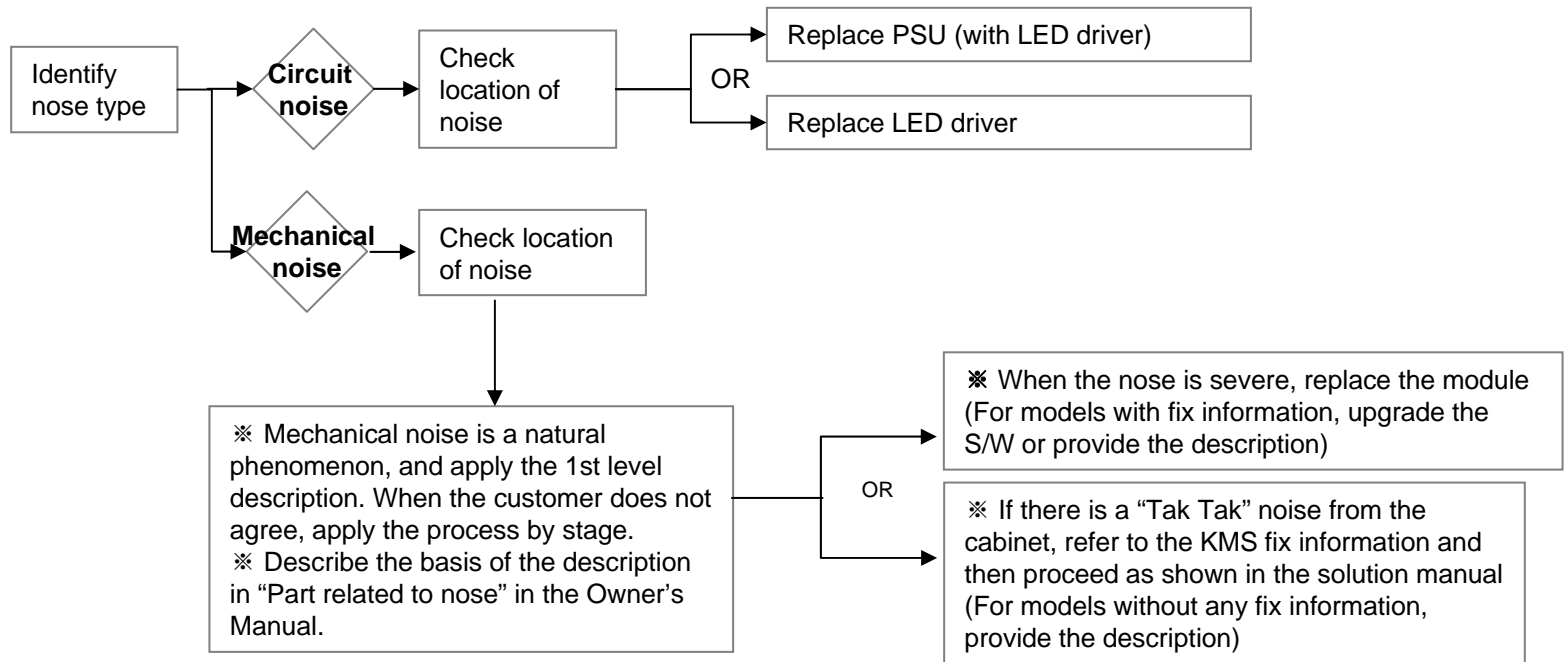 Identify
nose type
Circuit
noise
Check
location of
noise
Replace PSU (with LED driver)
OR
Replace LED driver
Mechanical
noise
Check location
of noise
※ Mechanical noise is a natural
phenomenon, and apply the 1st level
description. When the customer does not
agree, apply the process by stage.
※ Describe the basis of the description
in “Part related to nose” in the Owner’s
Manual.
OR
※ When the nose is severe, replace the module
(For models with fix information, upgrade the
S/W or provide the description)
※ If there is a “Tak Tak” noise from the
cabinet, refer to the KMS fix information and
then proceed as shown in the solution manual
(For models without any fix information,
provide the description)